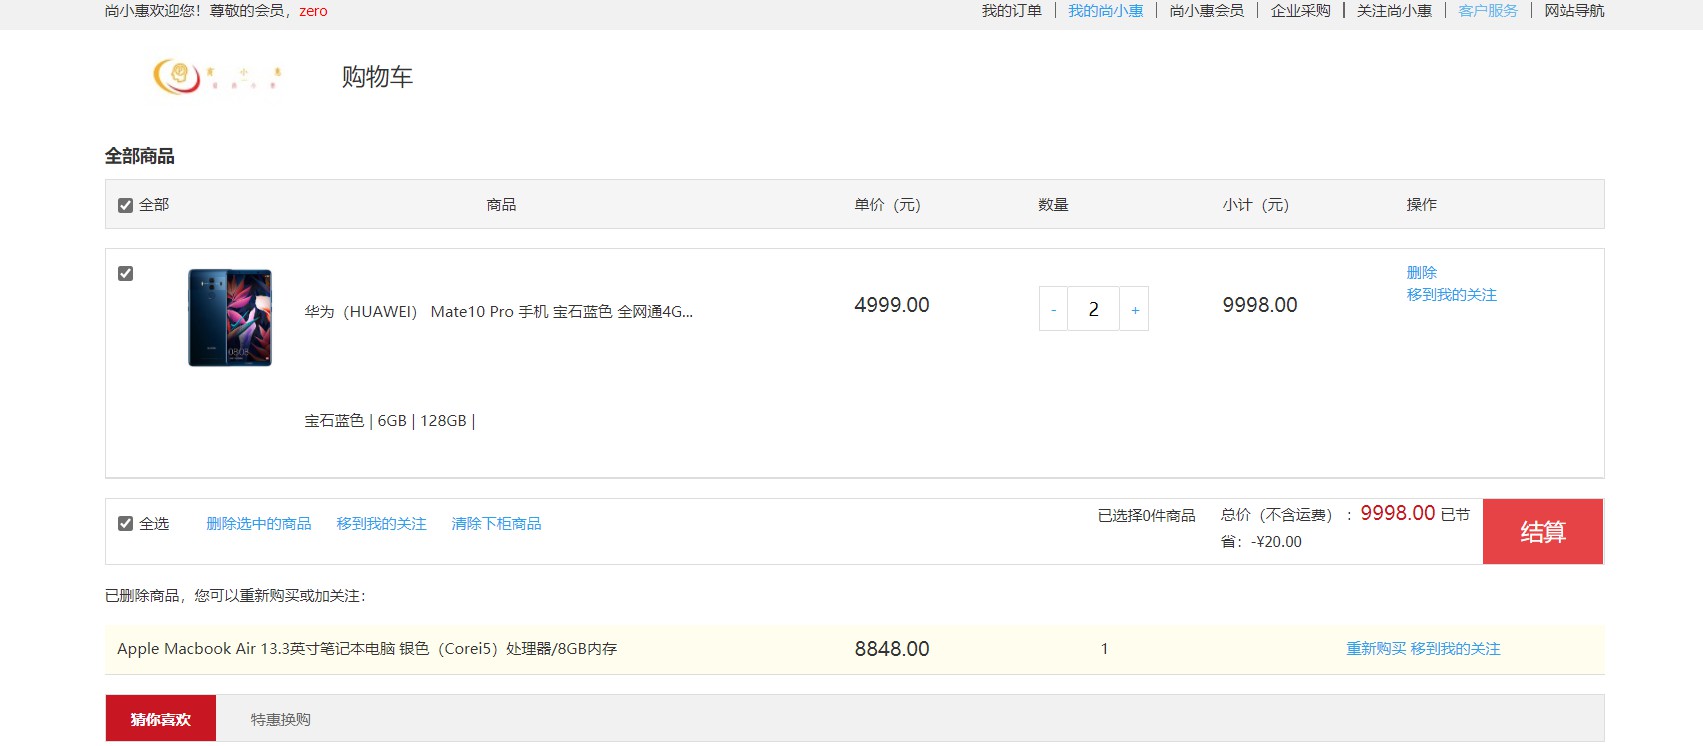 尚小惠欢迎您！尊敬的会员，zero
我的订单 | 我的尚小惠 | 尚小惠会员 | 企业采购 | 关注尚小惠 | 客户服务 | 网站导航
尚 小 惠
购物车
全部商品
全部 商品 单价（元） 数量 小计（元） 操作
华为（HUAWEI） Mate10 Pro 手机 宝石蓝色 全网通4G...
4999.00
- 2 +
9998.00
删除
移到我的关注
08:08
宝石蓝色 | 6GB | 128GB |
全选 删除选中的商品 移到我的关注 清除下柜商品
已选择0件商品
总价（不含运费） ：9998.00 已节
省：-¥20.00
结算
已删除商品，您可以重新购买或加关注：
Apple Macbook Air 13.3英寸笔记本电脑 银色（Corei5）处理器/8GB内存 8848.00 1 重新购买 移到我的关注
猜你喜欢 特惠换购